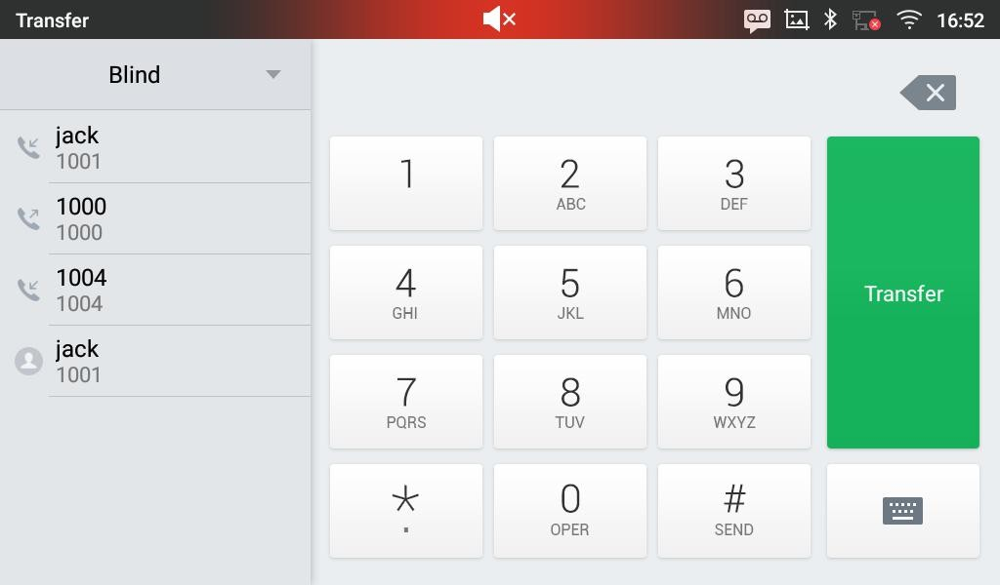 Transfer
16:52
Blind
jack
1001
1000
1000
1004
1004
jack
1001
1
2
ABC
3
DEF
4
GHI
5
JKL
6
MNO
7
PQRS
8
TUV
9
WXYZ
*
.
0
OPER
#
SEND
Transfer